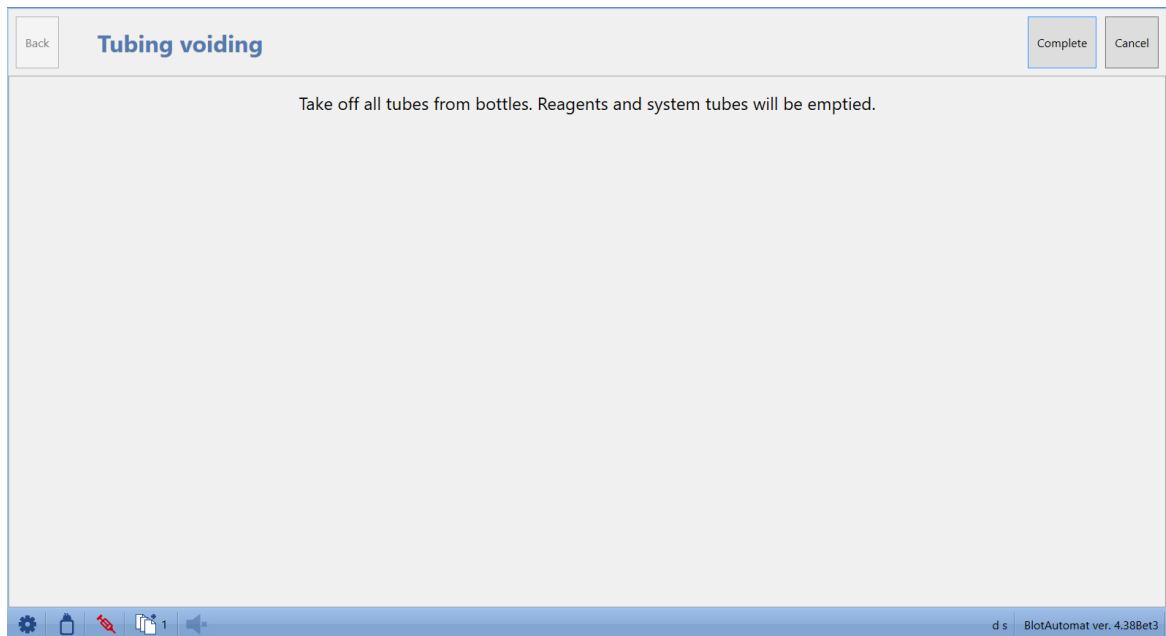 Back
Tubing voiding
Complete
Cancel
Take off all tubes from bottles. Reagents and system tubes will be emptied.
1
d s
BlotAutomat ver. 4.38Bet3